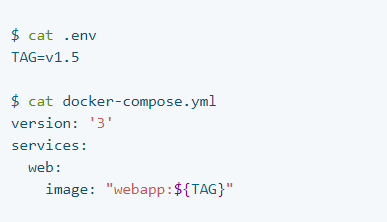 $ cat .env
TAG=v1.5
$ cat docker-compose.yml
version: '3'
services:
  web:
    image: "webapp:${TAG}"